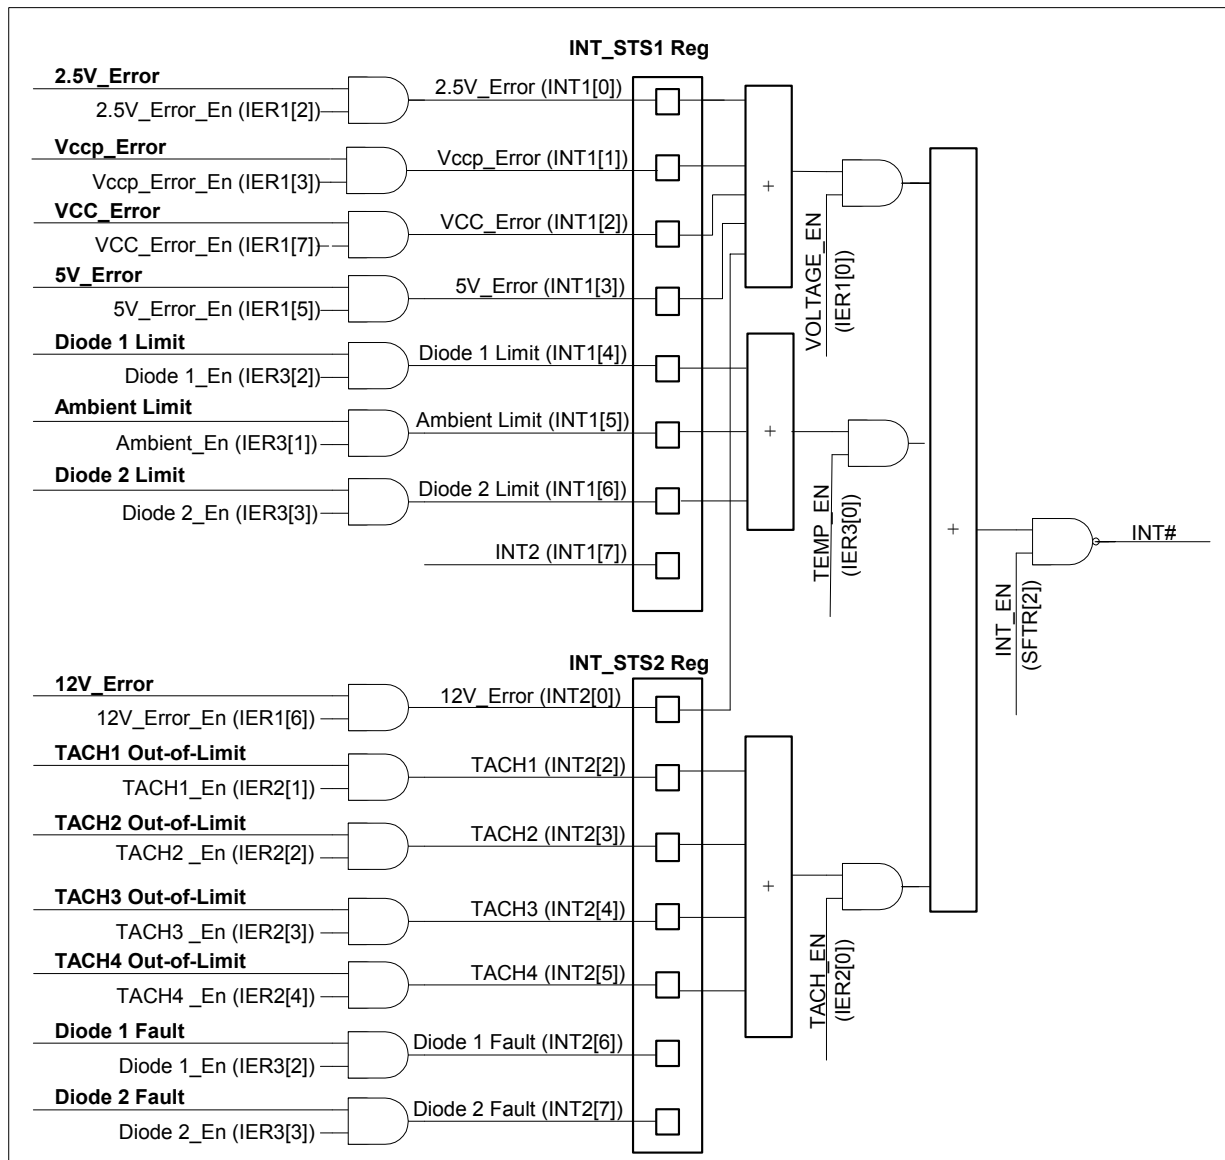 INT_STS1 Reg
2.5V_Error
2.5V_Error_En (IER1[2])
2.5V_Error (INT1[0])
Vccp_Error
Vccp_Error_En (IER1[3])
Vccp_Error (INT1[1])
VCC_Error
VCC_Error_En (IER1[7])
VCC_Error (INT1[2])
5V_Error
5V_Error_En (IER1[5])
5V_Error (INT1[3])
Diode 1 Limit
Diode 1_En (IER3[2])
Diode 1 Limit (INT1[4])
Ambient Limit
Ambient_En (IER3[1])
Ambient Limit (INT1[5])
Diode 2 Limit
Diode 2_En (IER3[3])
Diode 2 Limit (INT1[6])
INT2 (INT1[7])
+
VOLTAGE_EN
(IER1[0])
+
TEMP_EN
(IER3[0])
+
INT_EN
(SFTR[2])
INT#
INT_STS2 Reg
12V_Error
12V_Error_En (IER1[6])
12V_Error (INT2[0])
TACH1 Out-of-Limit
TACH1_En (IER2[1])
TACH1 (INT2[2])
TACH2 Out-of-Limit
TACH2 _En (IER2[2])
TACH2 (INT2[3])
TACH3 Out-of-Limit
TACH3 _En (IER2[3])
TACH3 (INT2[4])
TACH4 Out-of-Limit
TACH4 _En (IER2[4])
TACH4 (INT2[5])
Diode 1 Fault
Diode 1_En (IER3[2])
Diode 1 Fault (INT2[6])
Diode 2 Fault
Diode 2_En (IER3[3])
Diode 2 Fault (INT2[7])
+
TACH_EN
(IER2[0])